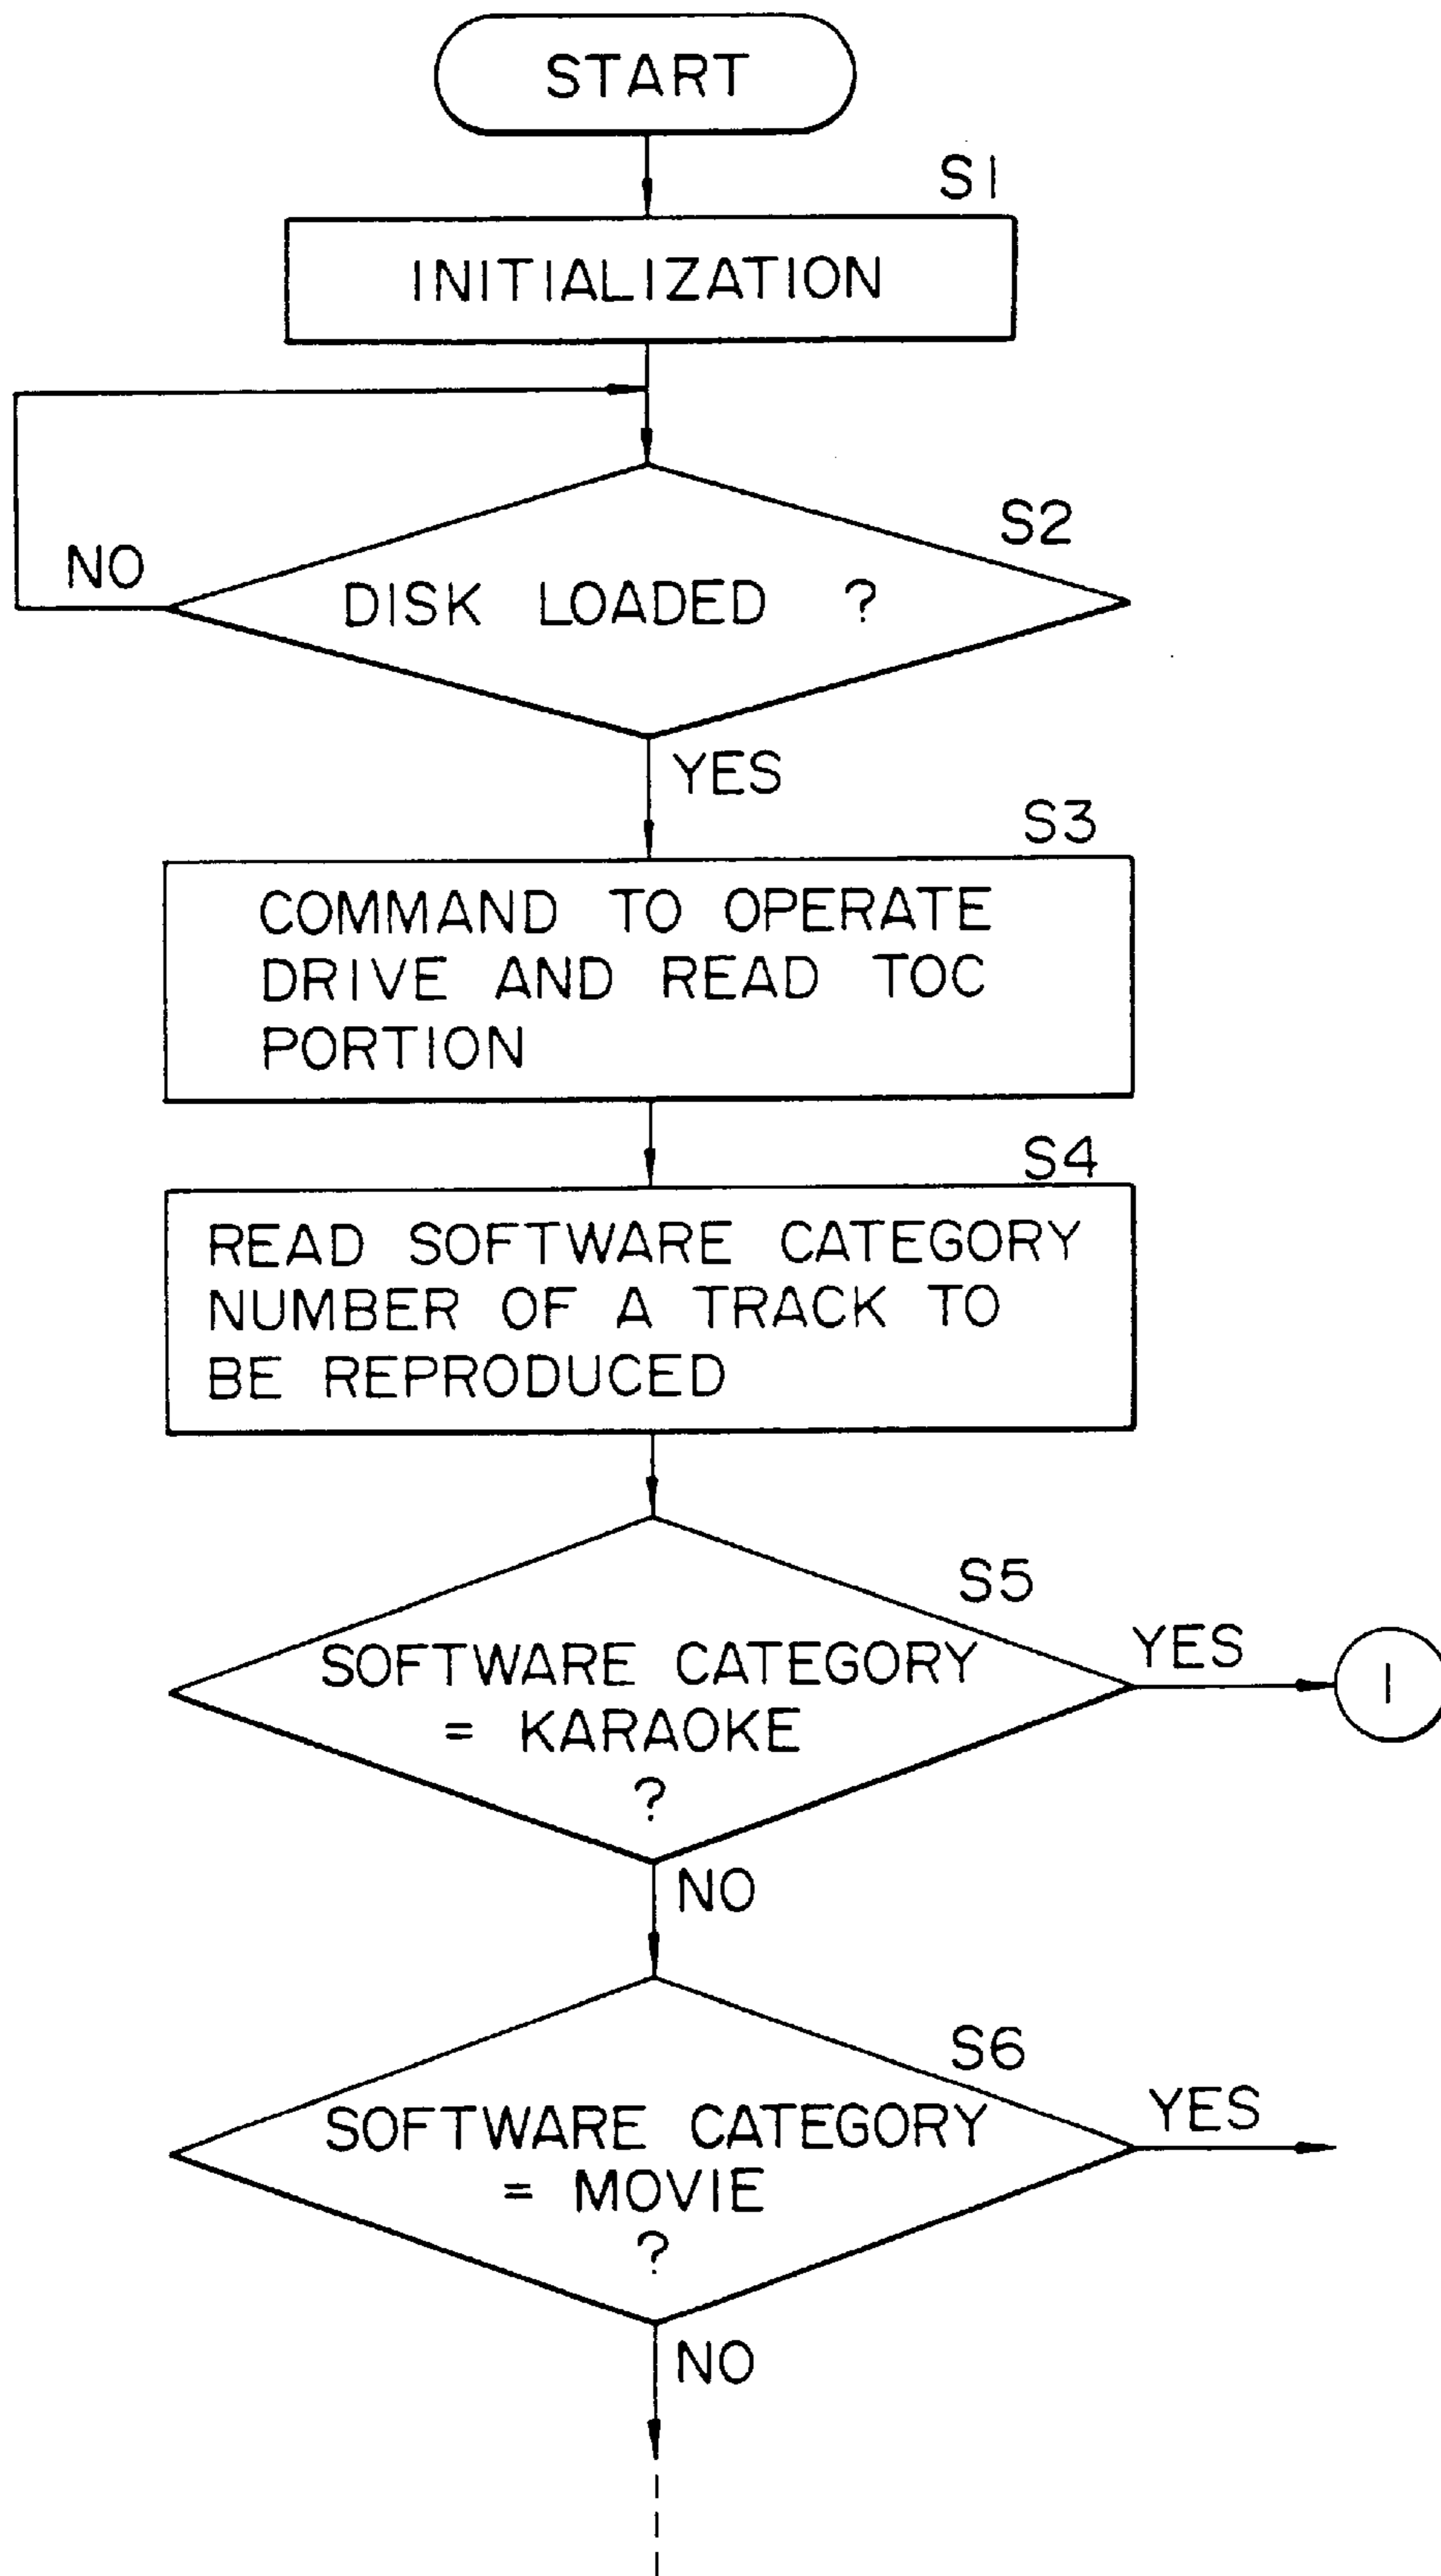 START
S1
INITIALIZATION
S2
NO
DISK LOADED ?
YES
S3
COMMAND TO OPERATE
DRIVE AND READ TOC
PORTION
S4
READ SOFTWARE CATEGORY
NUMBER OF A TRACK TO
BE REPRODUCED
S5
SOFTWARE CATEGORY
= KARAOKE
?
YES
1
NO
S6
SOFTWARE CATEGORY
= MOVIE
?
YES
NO